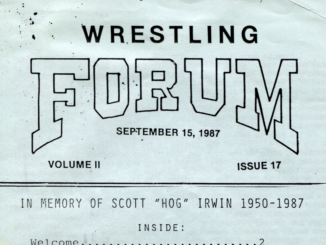 WRESTLING
FORUM
SEPTEMBER 15, 1987
VOLUME II
ISSUE 17
IN MEMORY OF SCOTT "HOG" IRWIN 1950-1987
INSIDE:
Welcome..........................2